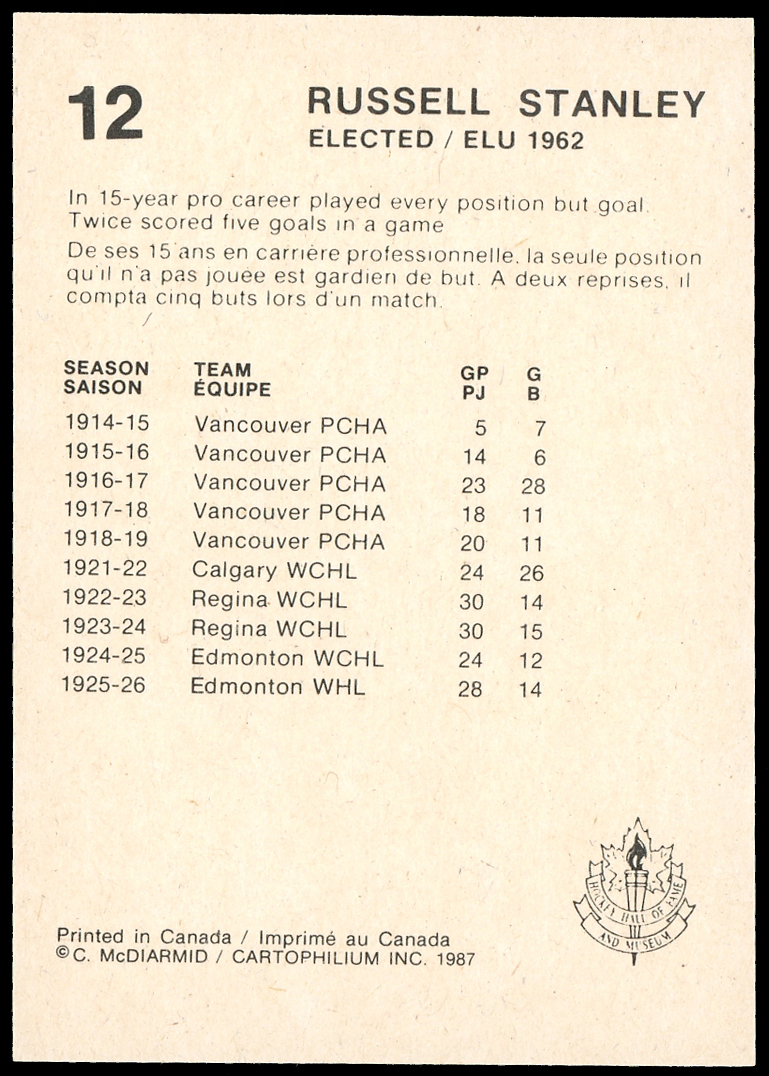 12
RUSSELL STANLEY
ELECTED / ELU 1962
In 15-year pro career played every position but goal.
Twice scored five goals in a game
De ses 15 ans en carrière professionnelle, la seule position
qu'il n'a pas jouée est gardien de but. A deux reprises, il
compta cinq buts lors d'un match.
SEASON TEAM GP G
SAISON ÉQUIPE PJ B
1914-15 Vancouver PCHA 5 7
1915-16 Vancouver PCHA 14 6
1916-17 Vancouver PCHA 23 28
1917-18 Vancouver PCHA 18 11
1918-19 Vancouver PCHA 20 11
1921-22 Calgary WCHL 24 26
1922-23 Regina WCHL 30 14
1923-24 Regina WCHL 30 15
1924-25 Edmonton WCHL 24 12
1925-26 Edmonton WHL 28 14
HOCKEY HALL OF FAME
AND MUSEUM
Printed in Canada / Imprimé au Canada
© C. McDIARMID / CARTOPHILIUM INC. 1987